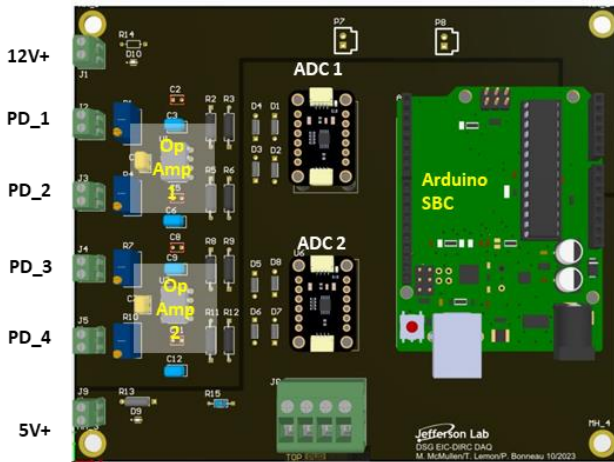 P7
P8
12V+
R14
D10
J1
ADC 1
PD_1
J2
C2
C3
R2
R3
D4
D1
Op
Amp
1
D3
D2
PD_2
J3
R5
R6
C6
Arduino
SBC
PD_3
J4
R7
C8
C9
R8
R9
ADC 2
U6
D5
D8
Op
Amp
2
PD_4
J5
R10
R11
R12
D6
D7
C12
5V+
J9
R13
D9
R15
TOP
Jefferson Lab
DSG EIC-DIRC DAQ
M. McMullen/T. Lemon/P. Bonneau 10/2023
MH_4